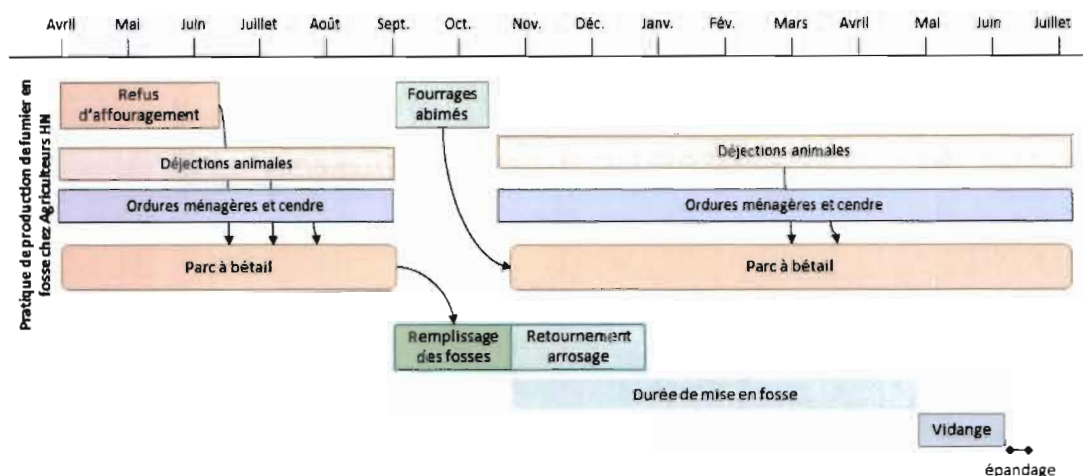 Avril Mai Juin Juillet Août Sept. Oct. Nov. Déc. Janv. Fév. Mars Avril Mai Juin Juillet
Pratique de production de fumier en
fosse chez Agriculteurs HN
Refus
d'affouragement
Fourrages
abimés
Déjections animales
Déjections animales
Ordures ménagères et cendre
Ordures ménagères et cendre
Parc à bétail
Parc à bétail
Remplissage
des fosses
Retournement
arrosage
Durée de mise en fosse
Vidange
épandage